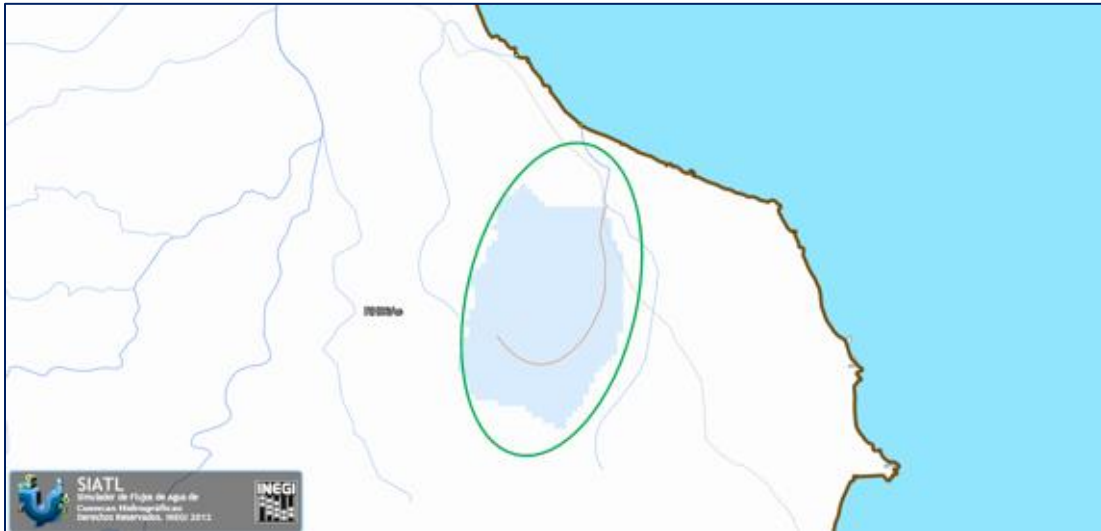 SIATL
Simulador de Flujos de Agua de
Cuencas Hidrográficas
Derechos Reservados. INEGI 2012
INEGI